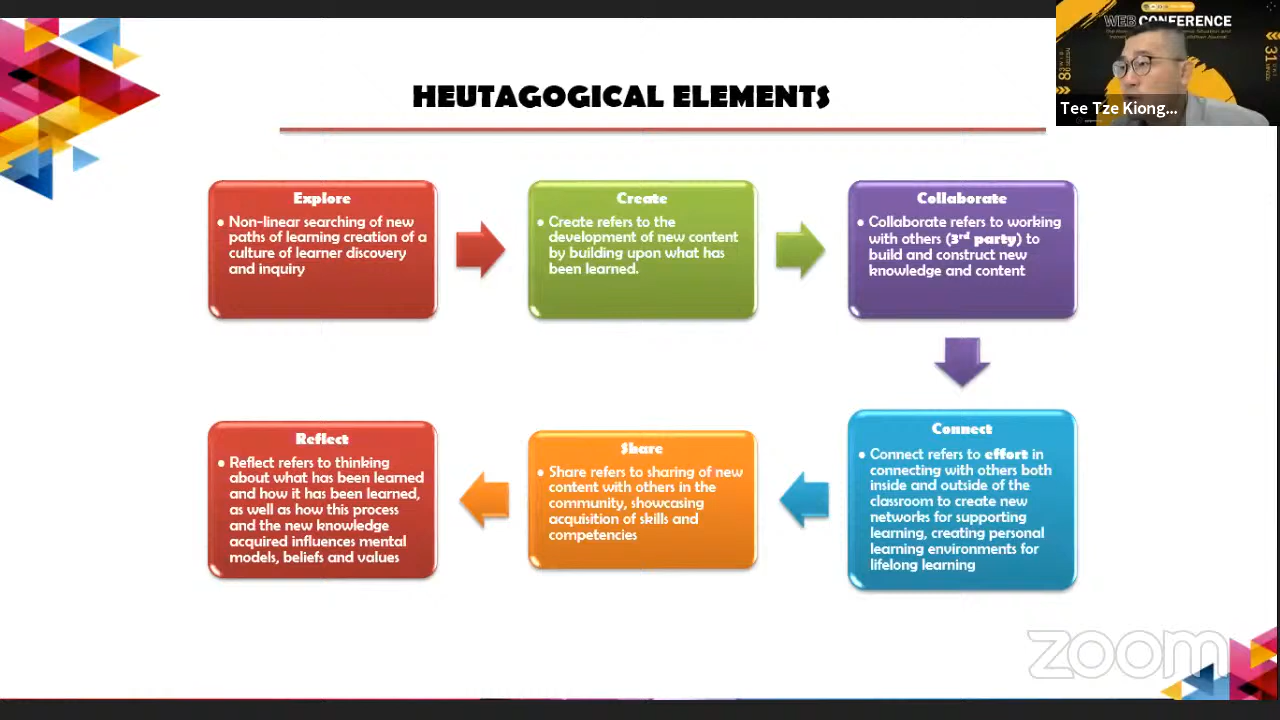 WEB CONFERENCE
Tee Tze Kiong...
HEUTAGOGICAL ELEMENTS
Explore
• Non-linear searching of new
paths of learning creation of a
culture of learner discovery
and inquiry
Create
• Create refers to the
development of new content
by building upon what has
been learned.
Collaborate
• Collaborate refers to working
with others (3rd party) to
build and construct new
knowledge and content
Connect
• Connect refers to effort in
connecting with others both
inside and outside of the
classroom to create new
networks for supporting
learning, creating personal
learning environments for
lifelong learning
Share
• Share refers to sharing of new
content with others in the
community, showcasing
acquisition of skills and
competencies
Reflect
• Reflect refers to thinking
about what has been learned
and how it has been learned,
as well as how this process
and the new knowledge
acquired influences mental
models, beliefs and values
zoom